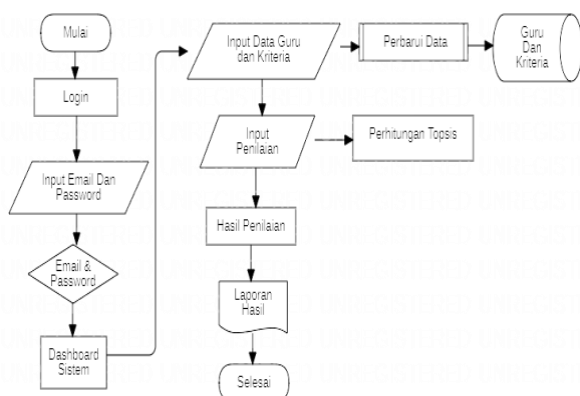 Mulai
Login
Input Email Dan
Password
Email &
Password
Dashboard
Sistem
Input Data Guru
dan Kriteria
Perbarui Data
Guru
Dan
Kriteria
Input
Penilaian
Perhitungan Topsis
Hasil Penilaian
Laporan
Hasil
Selesai